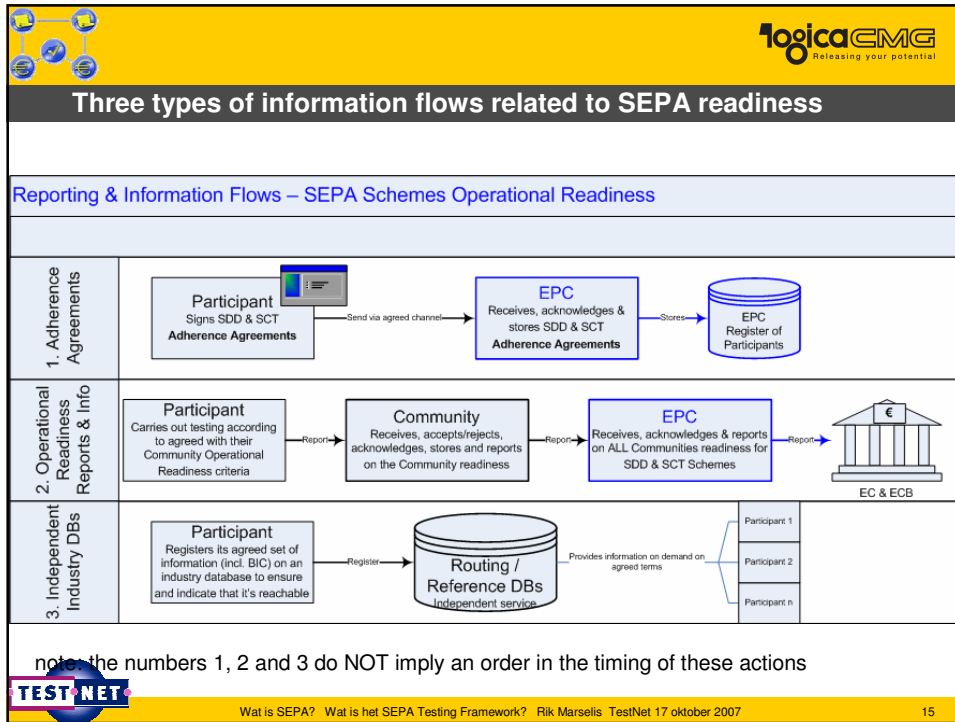 logicaCMG
Releasing your potential
Three types of information flows related to SEPA readiness
Reporting & Information Flows – SEPA Schemes Operational Readiness
1. Adherence
Agreements
Participant
Signs SDD & SCT
Adherence Agreements
Send via agreed channel
EPC
Receives, acknowledges &
stores SDD & SCT
Adherence Agreements
Stores
EPC
Register of
Participants
2. Operational
Readiness
Reports & Info
Participant
Carries out testing according
to agreed with their
Community Operational
Readiness criteria
Report
Community
Receives, accepts/rejects,
acknowledges, stores and reports
on the Community readiness
Report
EPC
Receives, acknowledges & reports
on ALL Communities readiness for
SDD & SCT Schemes
Report
€
EC & ECB
3. Independent
Industry DBs
Participant
Registers its agreed set of
information (incl. BIC) on an
industry database to ensure
and indicate that it's reachable
Register
Routing /
Reference DBs
Independent service
Provides information on demand on
agreed terms
Participant 1
Participant 2
Participant n
note: the numbers 1, 2 and 3 do NOT imply an order in the timing of these actions
TEST NET
Wat is SEPA? Wat is het SEPA Testing Framework? Rik Marselis TestNet 17 oktober 2007
15